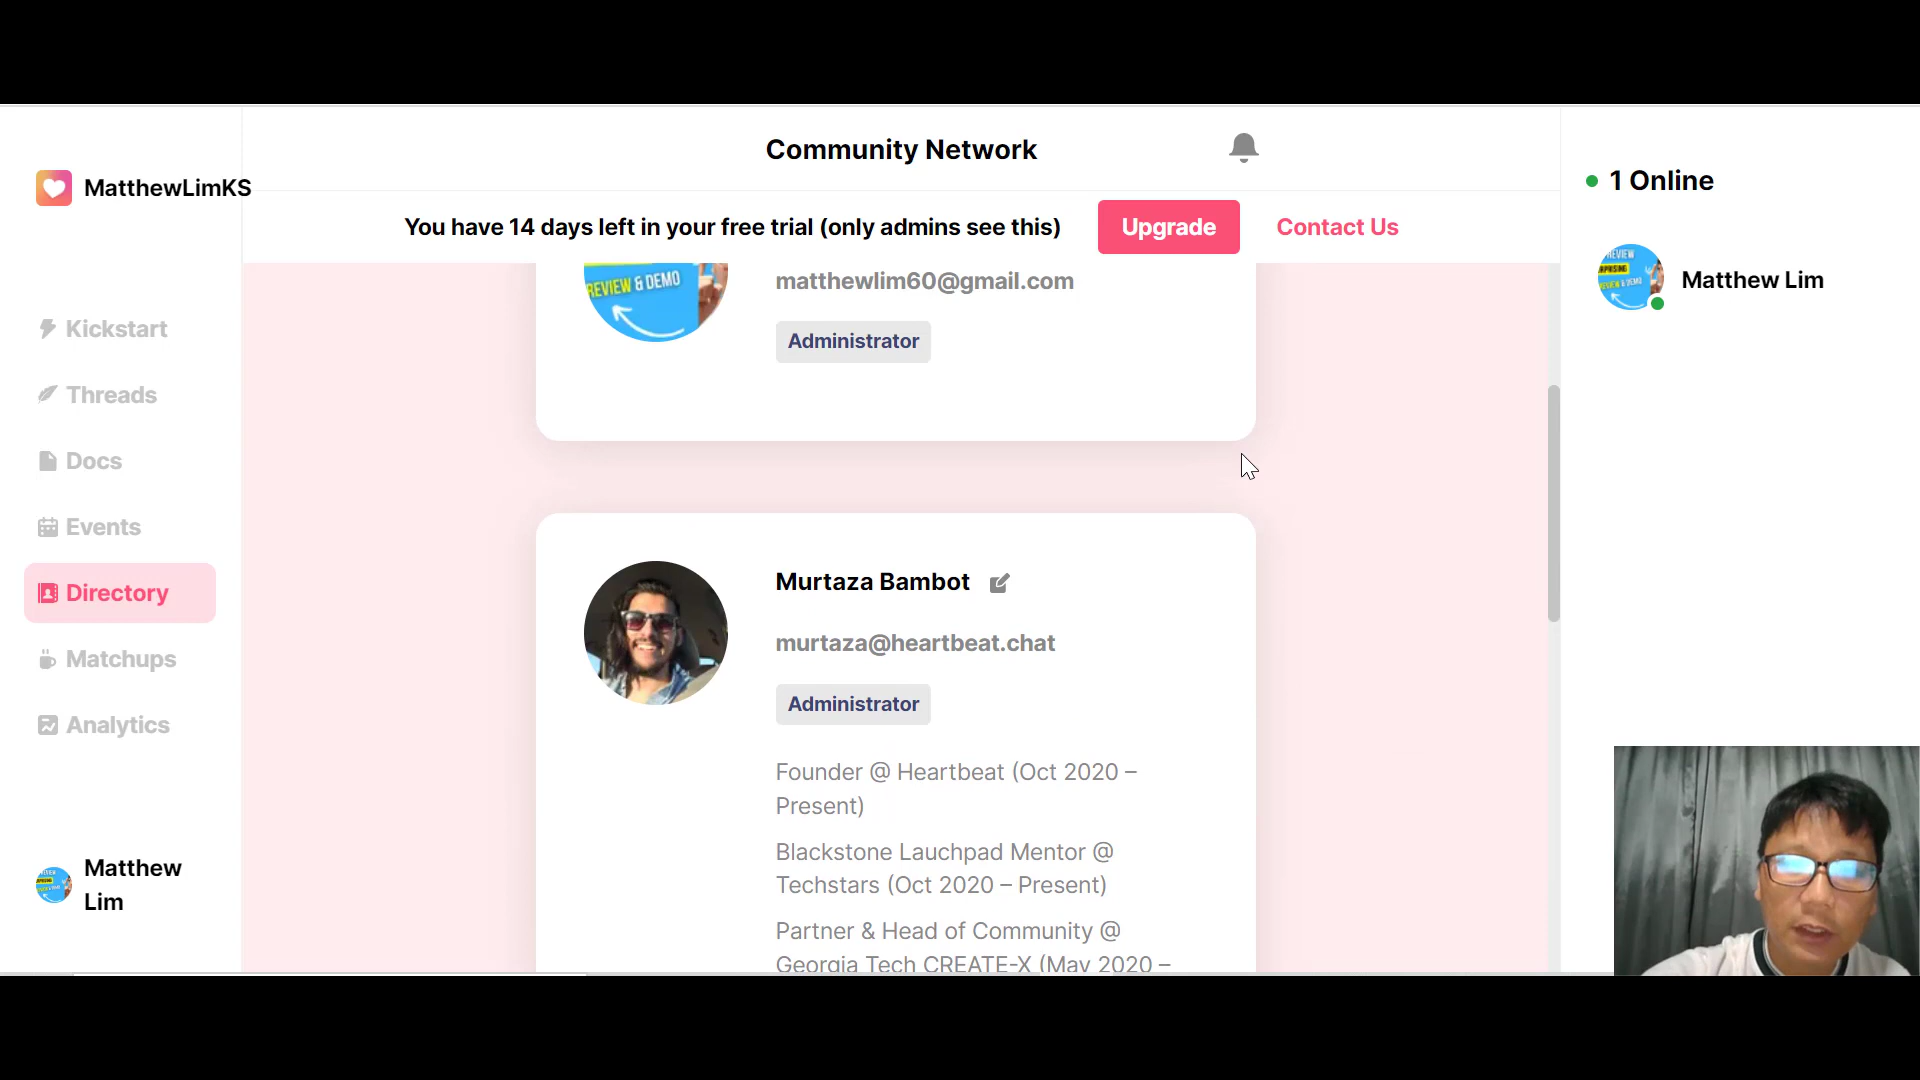 Community Network
MatthewLimKS
You have 14 days left in your free trial (only admins see this)
Upgrade
Contact Us
1 Online
Matthew Lim
Kickstart
Threads
Docs
Events
Directory
Matchups
Analytics
Matthew
Lim
REVIEW & DEMO
matthewlim60@gmail.com
Administrator
Murtaza Bambot
murtaza@heartbeat.chat
Administrator
Founder @ Heartbeat (Oct 2020 –
Present)
Blackstone Lauchpad Mentor @
Techstars (Oct 2020 – Present)
Partner & Head of Community @
Georgia Tech CREATE-X (May 2020 –